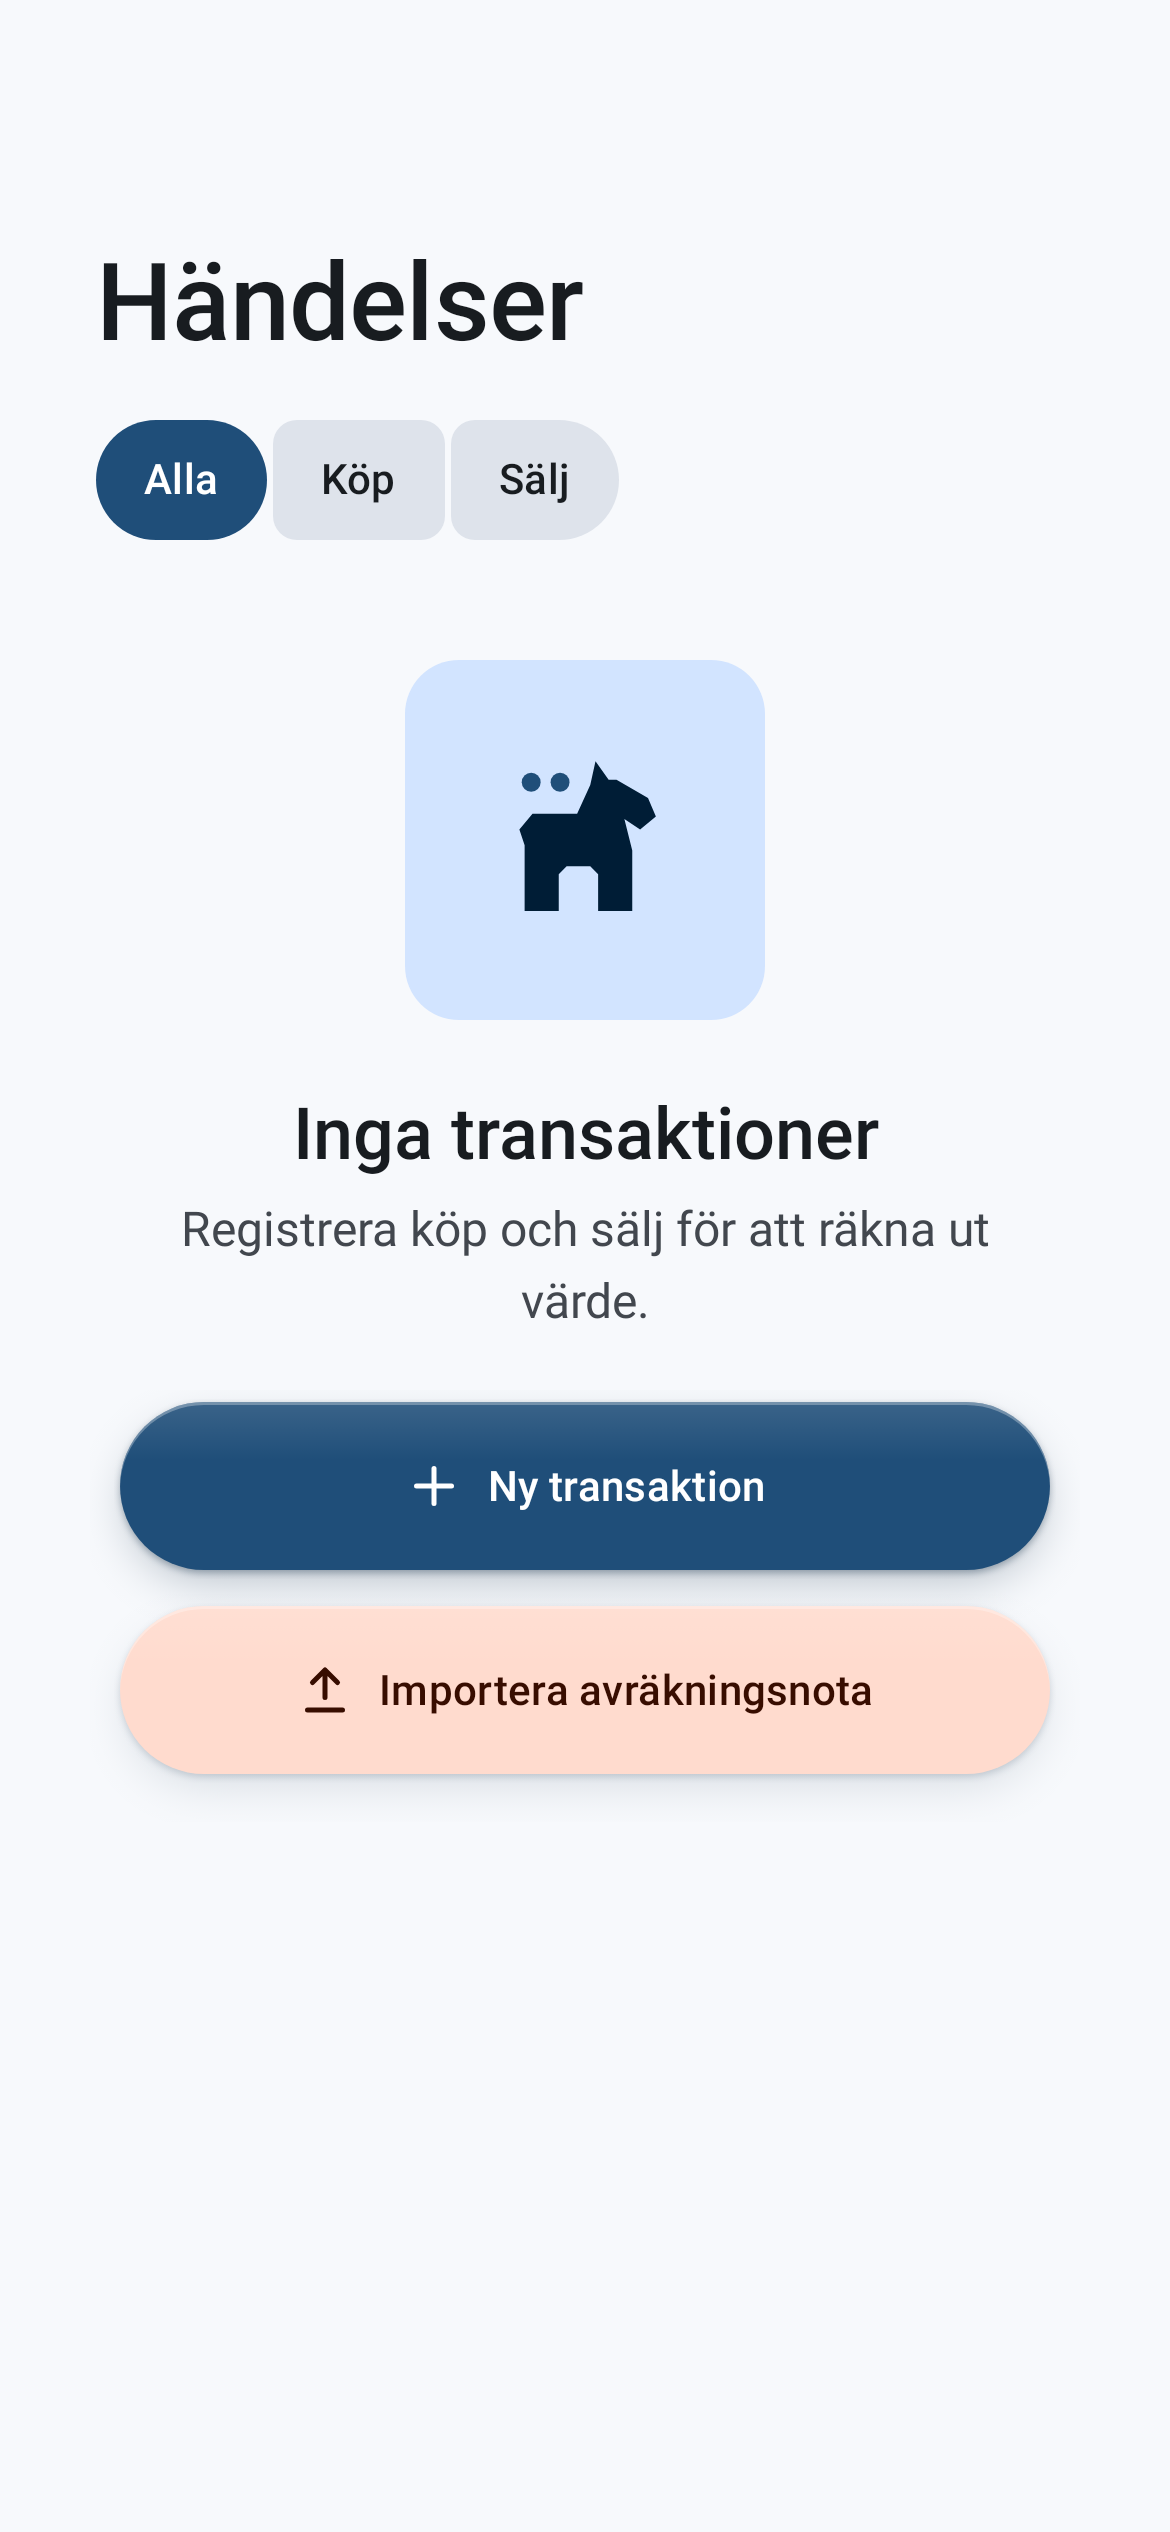 Händelser
Alla
Köp
Sälj
Inga transaktioner
Registrera köp och sälj för att räkna ut
värde.
Ny transaktion
Importera avräkningsnota